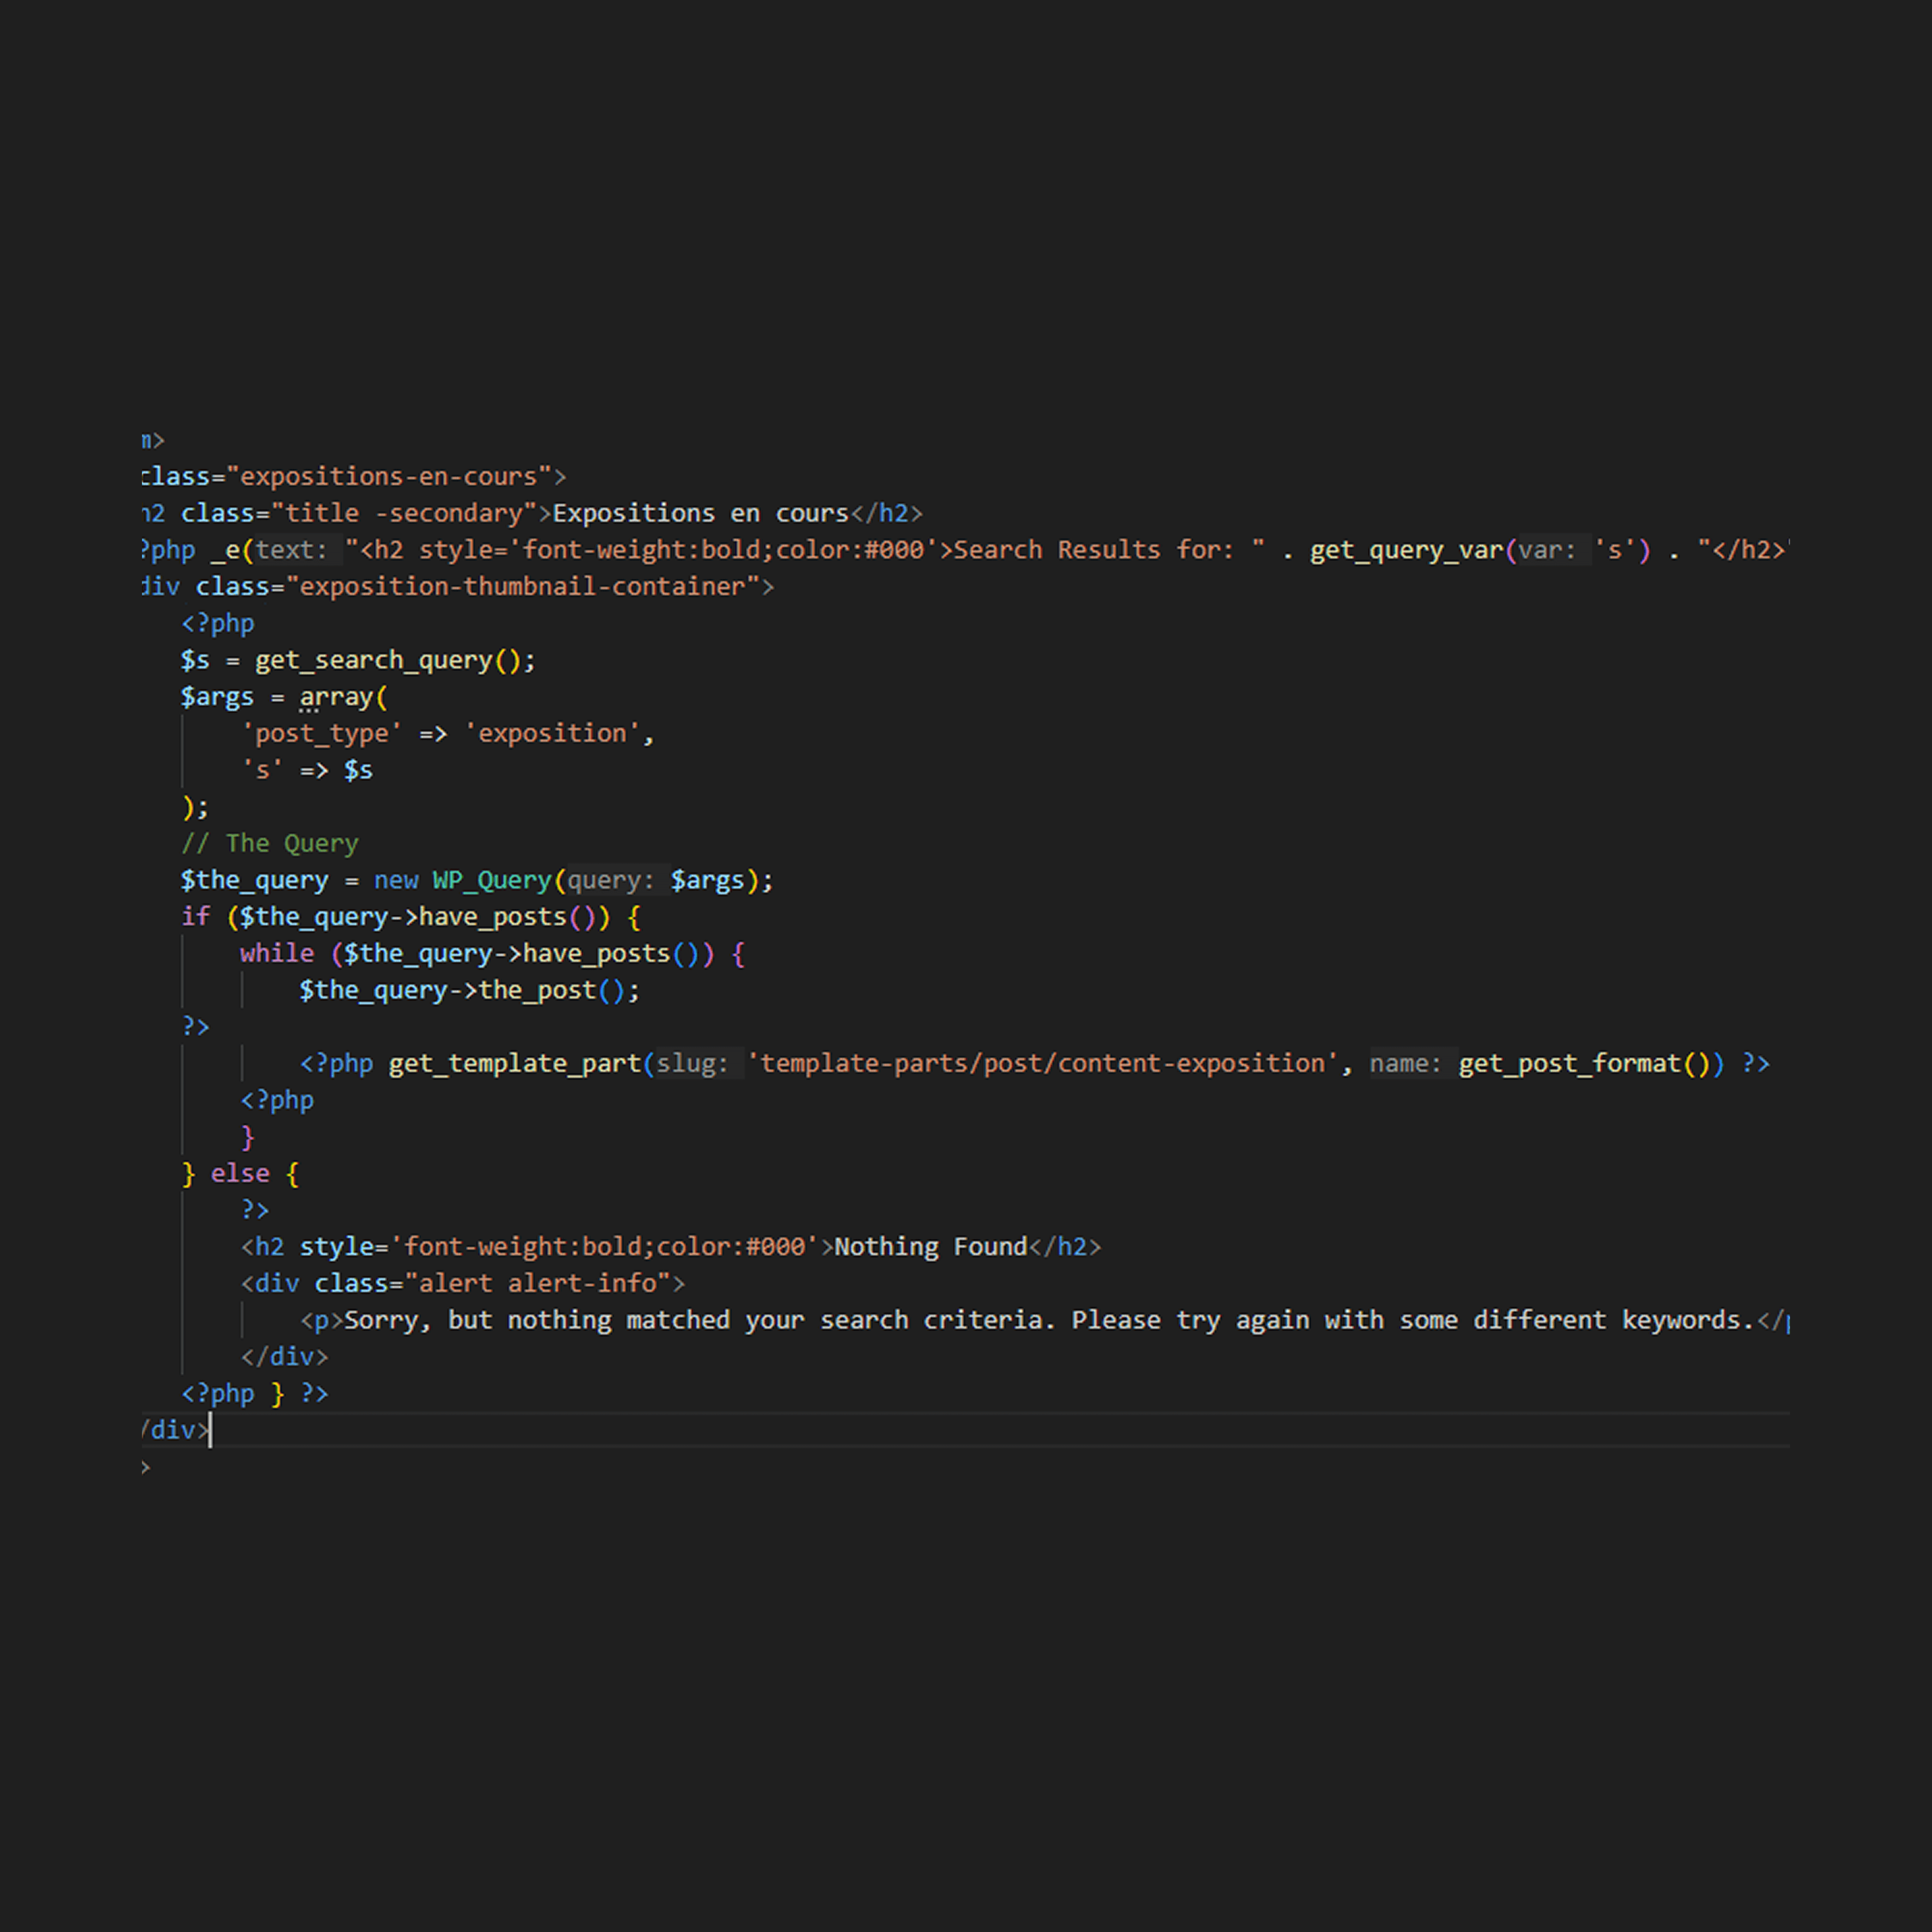 m>
class="expositions-en-cours">
h2 class="title -secondary">Expositions en cours</h2>
?php _e(text: "<h2 style='font-weight:bold;color:#000'>Search Results for: " . get_query_var(var: 's') . "</h2>"
div class="exposition-thumbnail-container">
<?php
$s = get_search_query();
$args = array(
'post_type' => 'exposition',
's' => $s
);
// The Query
$the_query = new WP_Query(query: $args);
if ($the_query->have_posts()) {
while ($the_query->have_posts()) {
$the_query->the_post();
?>
<?php get_template_part(slug: 'template-parts/post/content-exposition', name: get_post_format()) ?>
<?php
}
} else {
?>
<h2 style='font-weight:bold;color:#000'>Nothing Found</h2>
<div class="alert alert-info">
<p>Sorry, but nothing matched your search criteria. Please try again with some different keywords.</p
</div>
<?php } ?>
/div>
>